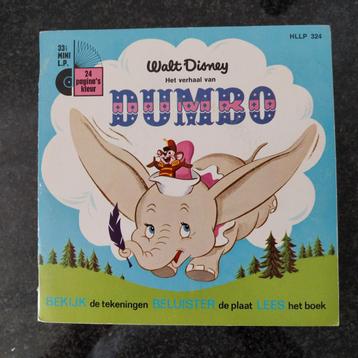 33⅓
MINI
L.P.
24
pagina's
kleur
HLLP 324
Walt Disney
Het verhaal van
DUMBO
BEKIJK de tekeningen BELUISTER de plaat LEES het boek